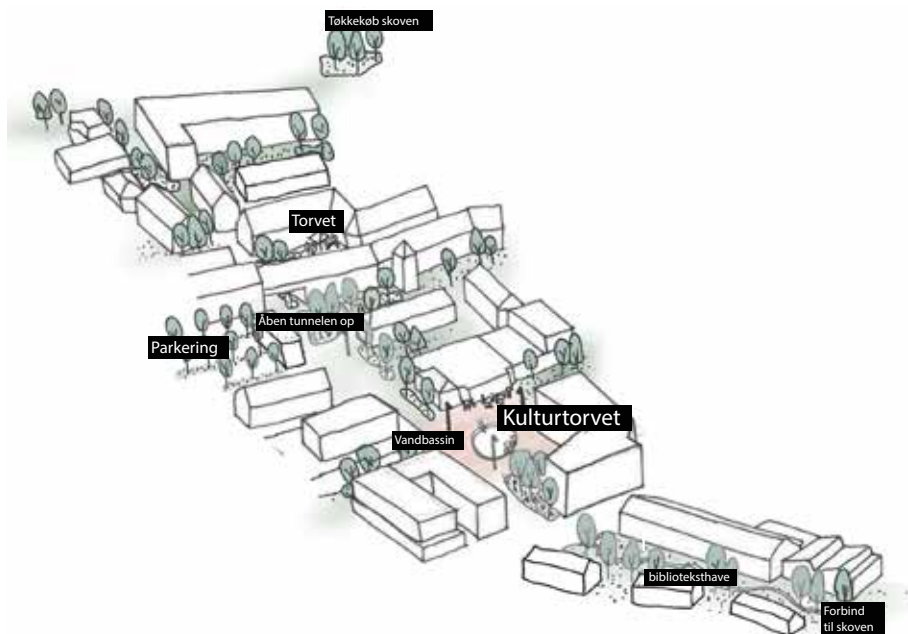 Tøkkekøb skoven
Torvet
Åben tunnelen op
Parkering
Kulturtorvet
Vandbassin
biblioteksthave
Forbind
til skoven